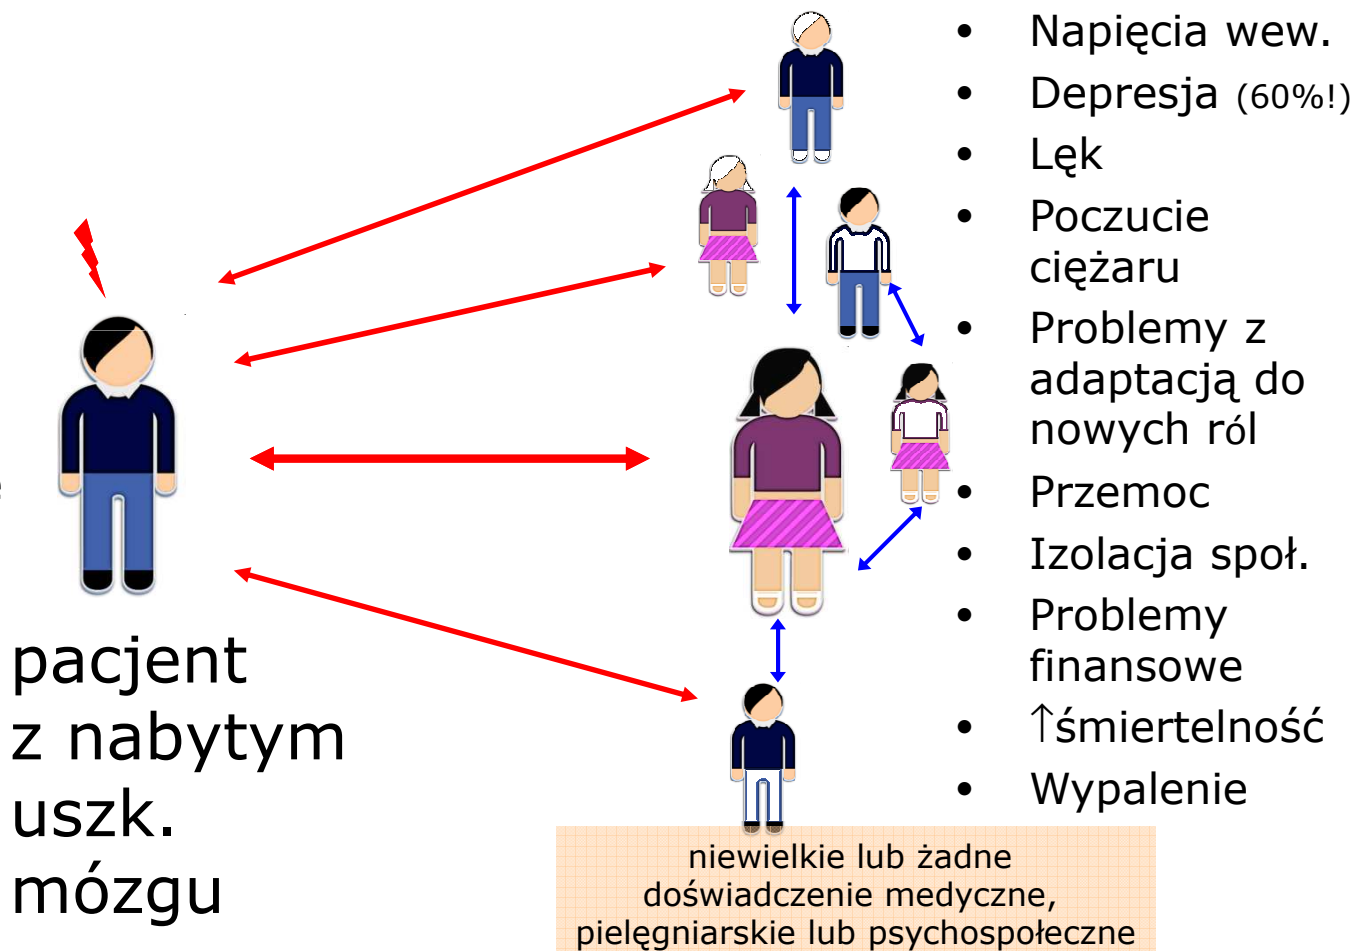 • Napięcia wew.
• Depresja (60%!)
• Lęk
• Poczucie
ciężaru
• Problemy z
adaptacją do
nowych ról
• Przemoc
• Izolacja społ.
• Problemy
finansowe
• ↑śmiertelność
• Wypalenie
pacjent
z nabytym
uszk.
mózgu
niewielkie lub żadne
doświadczenie medyczne,
pielęgniarskie lub psychospołeczne